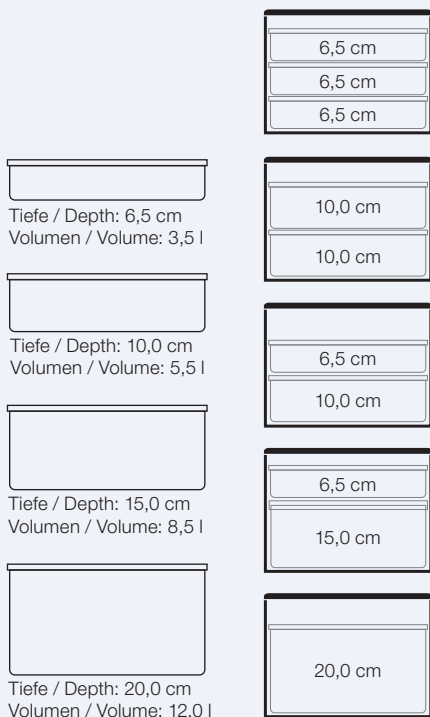 Tiefe / Depth: 6,5 cm
Volumen / Volume: 3,5 l
Tiefe / Depth: 10,0 cm
Volumen / Volume: 5,5 l
Tiefe / Depth: 15,0 cm
Volumen / Volume: 8,5 l
Tiefe / Depth: 20,0 cm
Volumen / Volume: 12,0 l
6,5 cm
6,5 cm
6,5 cm
10,0 cm
10,0 cm
6,5 cm
10,0 cm
6,5 cm
15,0 cm
20,0 cm